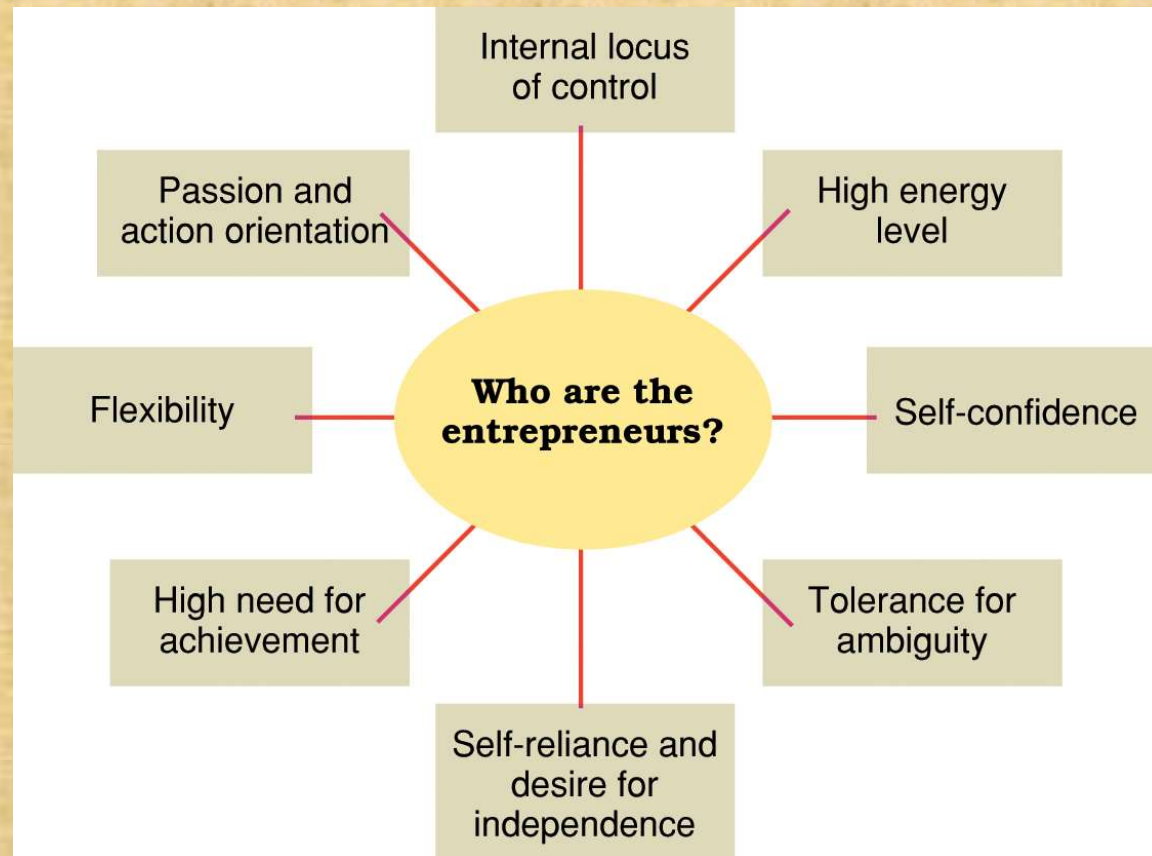 Internal locus
of control
Passion and
action orientation
High energy
level
Flexibility
Who are the
entrepreneurs?
Self-confidence
High need for
achievement
Tolerance for
ambiguity
Self-reliance and
desire for
independence